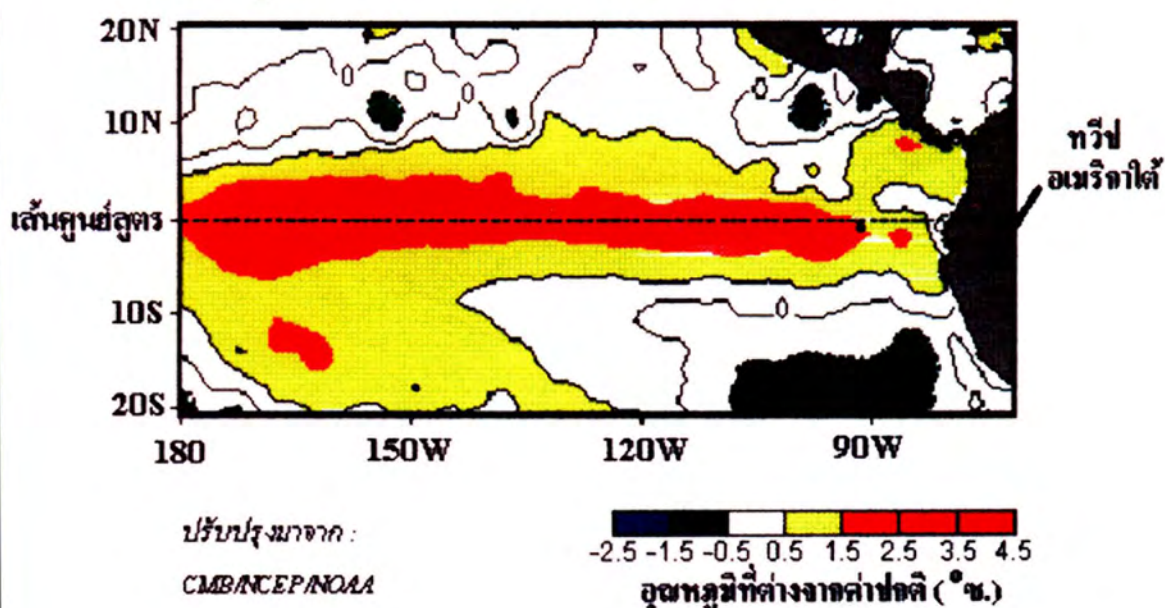 20N
0
0
0
10N
ทวีป
อเมริกาใต้
เส้นศูนย์สูตร
10S
0
20S
180 150W 120W 90W
ปรับปรุงมาจาก :
CMB/NCEP/NOAA
-2.5 -1.5 -0.5 0.5 1.5 2.5 3.5 4.5
อุณหภูมิที่ต่างจากค่าปกติ (°ซ.)